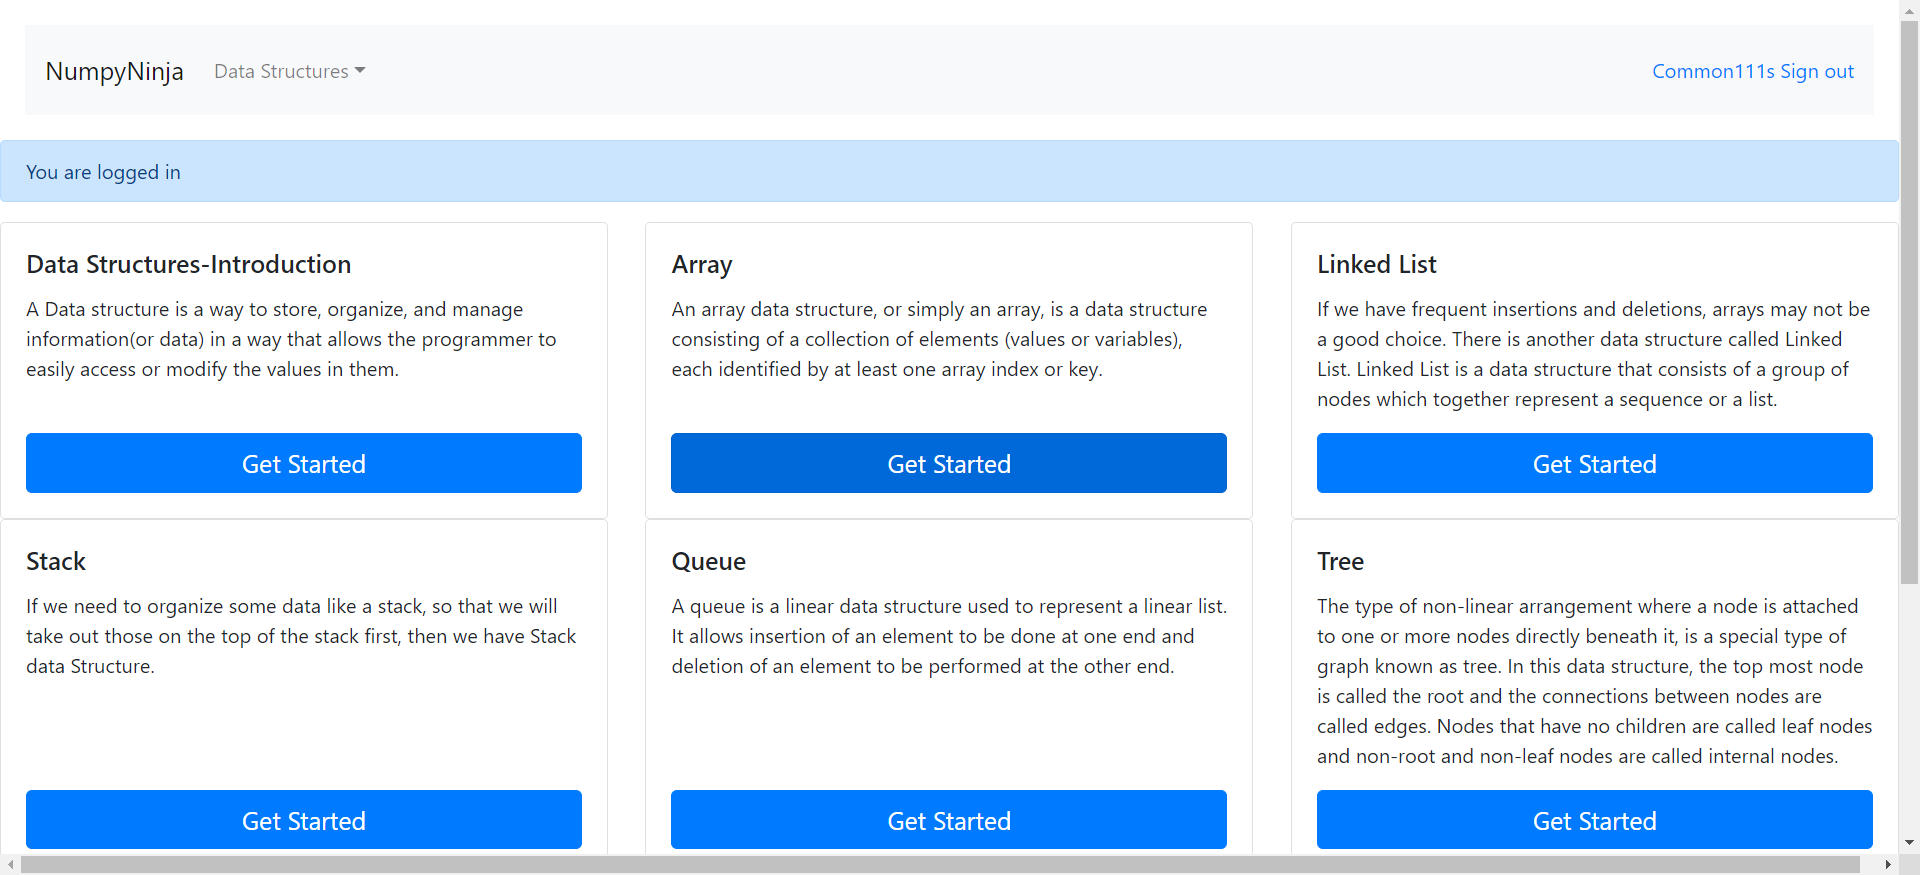 NumpyNinja
Data Structures
Common111s Sign out
You are logged in
Data Structures-Introduction
A Data structure is a way to store, organize, and manage
information(or data) in a way that allows the programmer to
easily access or modify the values in them.
Get Started
Array
An array data structure, or simply an array, is a data structure
consisting of a collection of elements (values or variables),
each identified by at least one array index or key.
Get Started
Linked List
If we have frequent insertions and deletions, arrays may not be
a good choice. There is another data structure called Linked
List. Linked List is a data structure that consists of a group of
nodes which together represent a sequence or a list.
Get Started
Stack
If we need to organize some data like a stack, so that we will
take out those on the top of the stack first, then we have Stack
data Structure.
Get Started
Queue
A queue is a linear data structure used to represent a linear list.
It allows insertion of an element to be done at one end and
deletion of an element to be performed at the other end.
Get Started
Tree
The type of non-linear arrangement where a node is attached
to one or more nodes directly beneath it, is a special type of
graph known as tree. In this data structure, the top most node
is called the root and the connections between nodes are
called edges. Nodes that have no children are called leaf nodes
and non-root and non-leaf nodes are called internal nodes.
Get Started